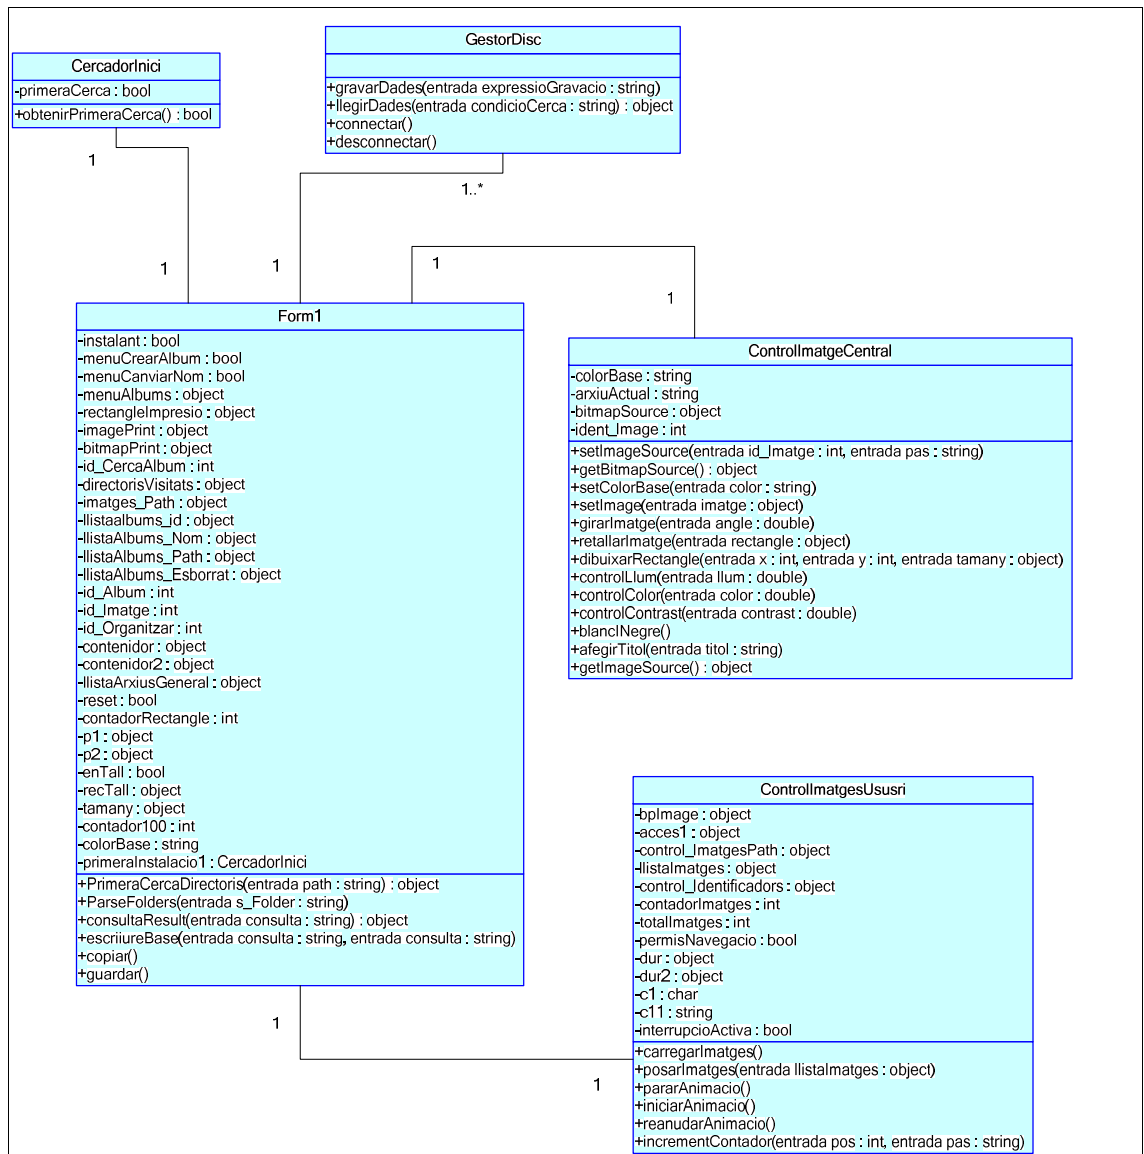 CercadorInici
-primeraCerca : bool
+obtenirPrimeraCerca() : bool
GestorDisc
+gravarDades(entrada expressioGravacio : string)
+llegirDades(entrada condicioCerca : string) : object
+connectar()
+desconnectar()
1
1..*
1
1
1
1
Form1
-instalant : bool
-menuCrearAlbum : bool
-menuCanviarNom : bool
-menuAlbums : object
-rectangleImpresio : object
-imagePrint : object
-bitmapPrint : object
-id_CercaAlbum : int
-directorisVisitats : object
-imatges_Path : object
-llistaalbums_id : object
-llistaAlbums_Nom : object
-llistaAlbums_Path : object
-llistaAlbums_Esborrat : object
-id_Album : int
-id_Imatge : int
-id_Organitzar : int
-contenidor : object
-contenidor2 : object
-llistaArxiusGeneral : object
-reset : bool
-contadorRectangle : int
-p1 : object
-p2 : object
-enTall : bool
-recTall : object
-tamany : object
-contador100 : int
-colorBase : string
-primeraInstalacio1 : CercadorInici
+PrimeraCercaDirectoris(entrada path : string) : object
+ParseFolders(entrada s_Folder : string)
+consultaResult(entrada consulta : string) : object
+escriiureBase(entrada consulta : string, entrada consulta : string)
+copiar()
+guardar()
ControlImatgeCentral
-colorBase : string
-arxiuActual : string
-bitmapSource : object
-ident_Image : int
+setImageSource(entrada id_Imatge : int, entrada pas : string)
+getBitmapSource() : object
+setColorBase(entrada color : string)
+setImage(entrada imatge : object)
+girarImatge(entrada angle : double)
+retallarImatge(entrada rectangle : object)
+dibuixarRectangle(entrada x : int, entrada y : int, entrada tamany : object)
+controlLlum(entrada llum : double)
+controlColor(entrada color : double)
+controlContrast(entrada contrast : double)
+blancINegre()
+afegirTitol(entrada titol : string)
+getImageSource() : object
1
1
ControlImatgesUsusri
-bpImage : object
-acces1 : object
-control_ImatgesPath : object
-llistaImatges : object
-control_Identificadors : object
-contadorImatges : int
-totalImatges : int
-permisNavegacio : bool
-dur : object
-dur2 : object
-c1 : char
-c11 : string
-interrupcioActiva : bool
+carregarImatges()
+posarImatges(entrada llistaImatges : object)
+pararAnimacio()
+iniciarAnimacio()
+reanudarAnimacio()
+incrementContador(entrada pos : int, entrada pas : string)